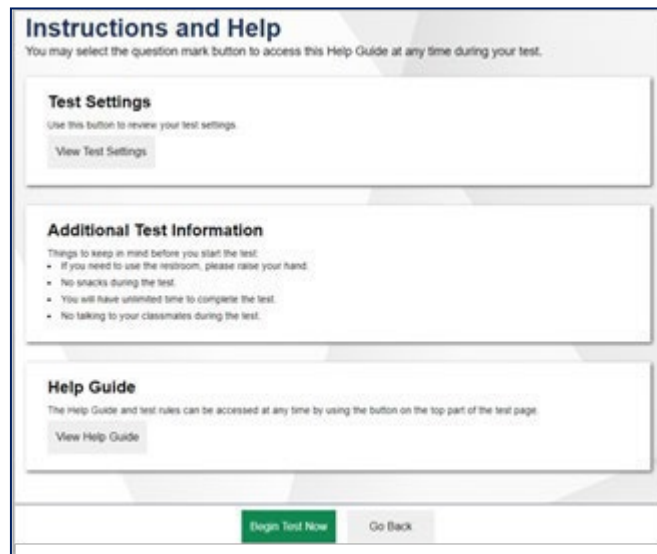 Instructions and Help
You may select the question mark button to access this Help Guide at any time during your test.
Test Settings
Use this button to review your test settings.
View Test Settings
Additional Test Information
Things to keep in mind before you start the test:
• If you need to use the restroom, please raise your hand.
• No snacks during the test.
• You will have unlimited time to complete the test.
• No talking to your classmates during the test.
Help Guide
The Help Guide and test rules can be accessed at any time by using the button on the top part of the test page.
View Help Guide
Begin Test Now
Go Back